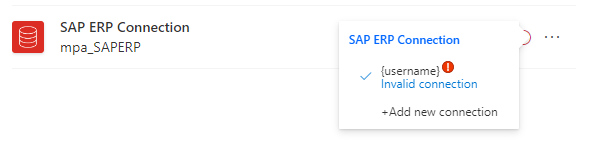 SAP ERP Connection
mpa_SAPERP
SAP ERP Connection
{username}
Invalid connection
+Add new connection